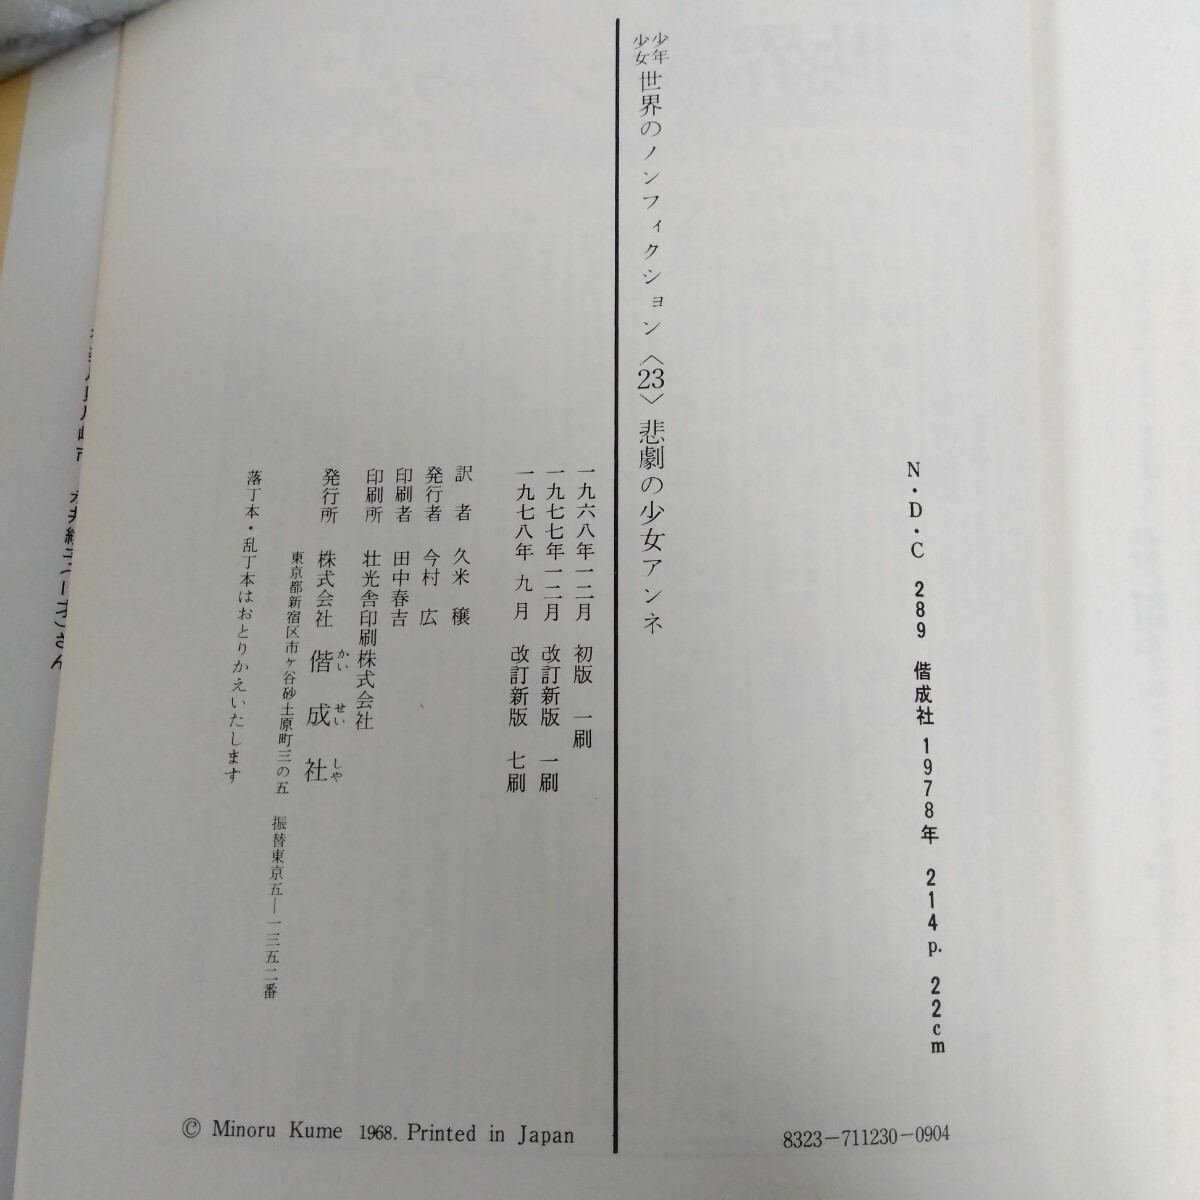 N・D・C 289 偕成社 1978年 214p. 22cm
8323-711230-0904
少年少女世界のノンフィクション〈23〉悲劇の少女アンネ
一九六八年一二月 初版 一刷
一九七七年一二月 改訂新版 一刷
一九七八年 九月 改訂新版 七刷
訳者 久米 穣
発行者 今村 広
印刷者 田中春吉
印刷所 壮光舎印刷株式会社
発行所 株式会社 偕成社
かい せい しや
東京都新宿区市ヶ谷砂土原町三の五 振替東京五―一三五二番
落丁本・乱丁本はおとりかえいたします
© Minoru Kume 1968. Printed in Japan